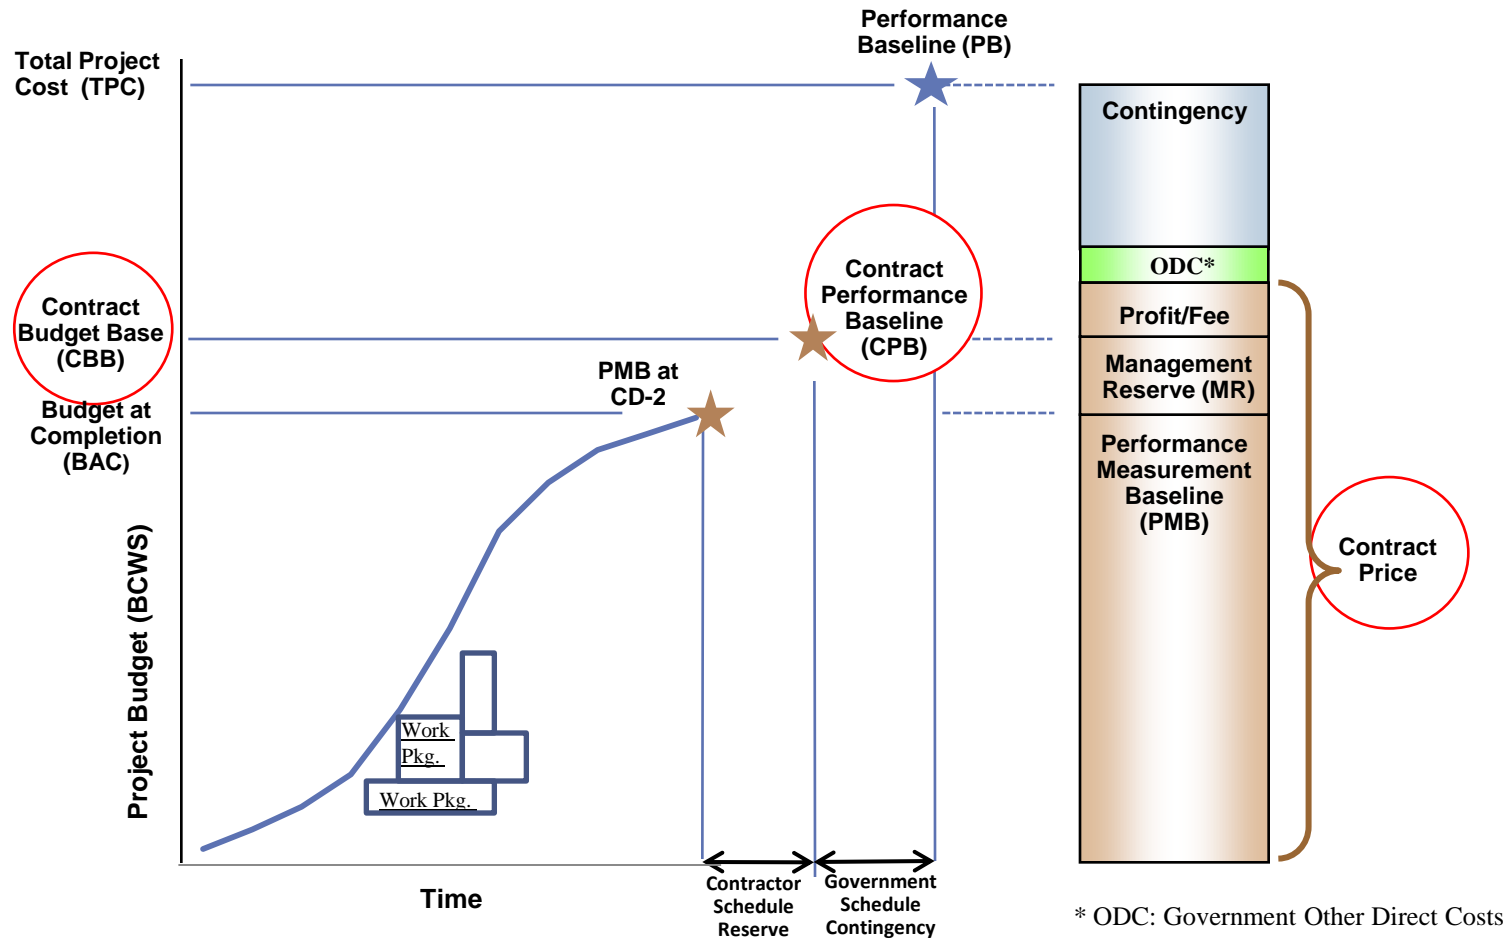 Performance
Baseline (PB)
Total Project
Cost (TPC)
Contingency
ODC*
Contract
Performance
Baseline
(CPB)
Contract
Budget Base
(CBB)
Profit/Fee
PMB at
CD-2
Management
Reserve (MR)
Budget at
Completion
(BAC)
Performance
Measurement
Baseline
(PMB)
Contract
Price
Project Budget (BCWS)
Work
Pkg.
Work Pkg.
Time
Contractor
Schedule
Reserve
Government
Schedule
Contingency
* ODC: Government Other Direct Costs